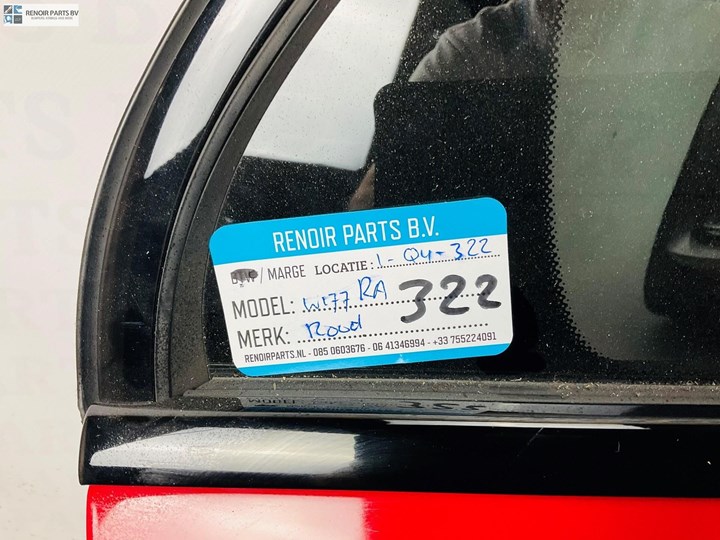 RENOIR PARTS BV
RENOIR PARTS B.V.
/ MARGE LOCATIE: 1-Q4-322
MODEL: W177 RA 322
MERK: Rood
RENOIRPARTS.NL - 085 0603676 - 06 41346994 - +33 755224091